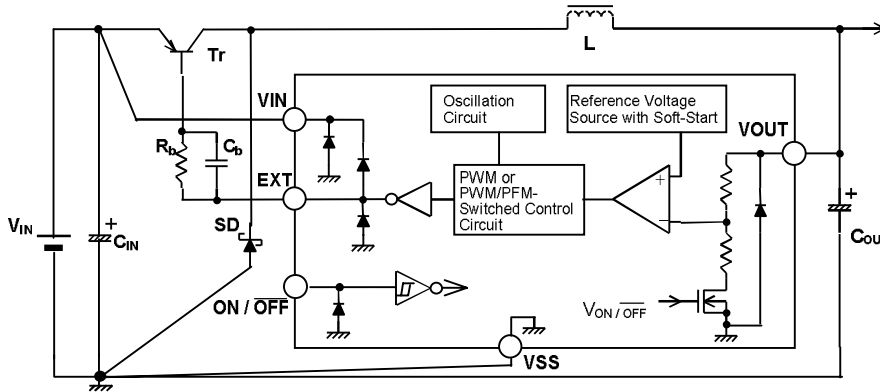 L
Tr
VIN
Oscillation
Circuit
Reference Voltage
Source with Soft-Start
VOUT
Rb
Cb
EXT
PWM or
PWM/PFM-
Switched Control
Circuit
+
−
+
VIN
+
CIN
SD
COU
ON / OFF
VON / OFF
VSS